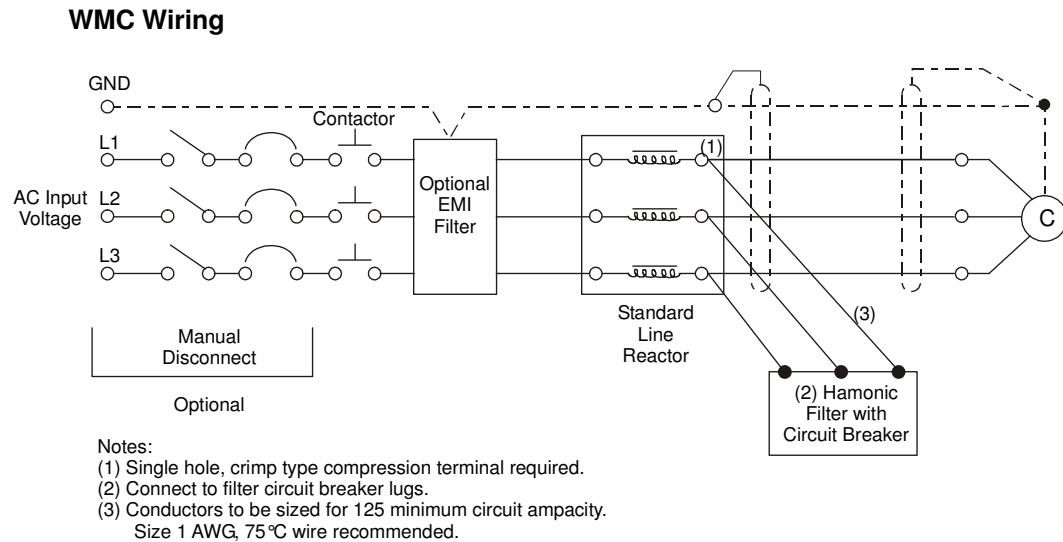 WMC Wiring
GND
Contactor
L1
(1)
AC Input
Voltage
L2
Optional
EMI
Filter
C
L3
Standard
Line
Reactor
(3)
Manual
Disconnect
Optional
(2) Hamonic
Filter with
Circuit Breaker
Notes:
(1) Single hole, crimp type compression terminal required.
(2) Connect to filter circuit breaker lugs.
(3) Conductors to be sized for 125 minimum circuit ampacity.
Size 1 AWG, 75°C wire recommended.